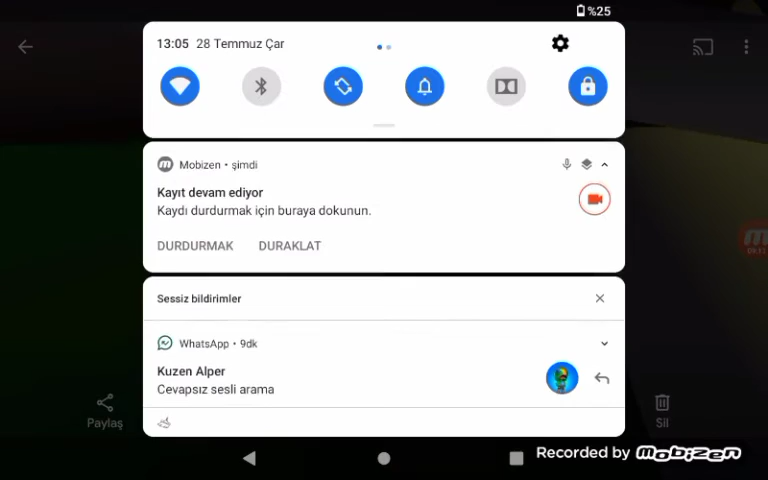 %25
13:05 28 Temmuz Çar
Mobizen • şimdi
Kayıt devam ediyor
Kaydı durdurmak için buraya dokunun.
DURDURMAK DURAKLAT
Sessiz bildirimler
WhatsApp • 9dk
Kuzen Alper
Cevapsız sesli arama
Paylaş
Sil
Recorded by Mobizen